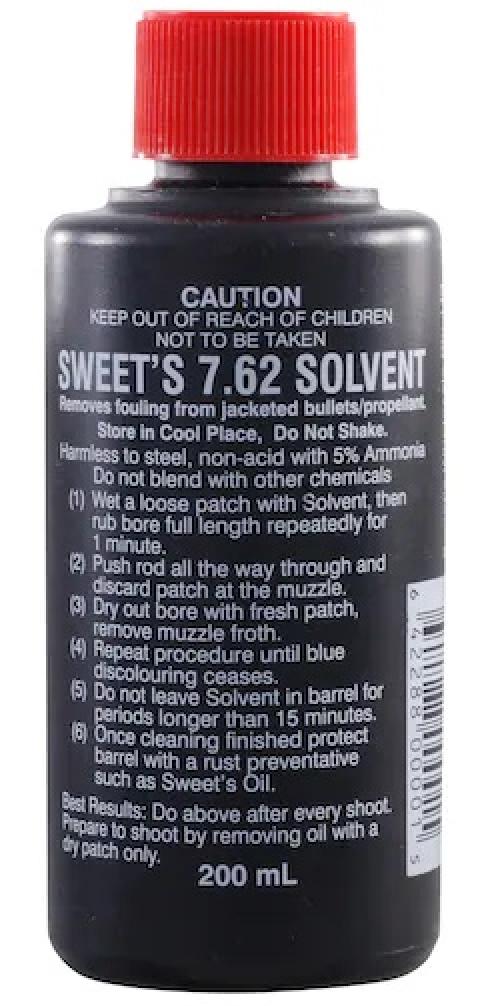 CAUTION
KEEP OUT OF REACH OF CHILDREN
NOT TO BE TAKEN
SWEET'S 7.62 SOLVENT
Removes fouling from jacketed bullets/propellant.
Store in Cool Place, Do Not Shake.
Harmless to steel, non-acid with 5% Ammonia
Do not blend with other chemicals
(1) Wet a loose patch with Solvent, then
rub bore full length repeatedly for
1 minute.
(2) Push rod all the way through and
discard patch at the muzzle.
(3) Dry out bore with fresh patch,
remove muzzle froth.
(4) Repeat procedure until blue
discolouring ceases.
(5) Do not leave Solvent in barrel for
periods longer than 15 minutes.
(6) Once cleaning finished protect
barrel with a rust preventative
such as Sweet's Oil.
Best Results: Do above after every shoot.
Prepare to shoot by removing oil with a
dry patch only.
200 mL
6 42288 00001 5